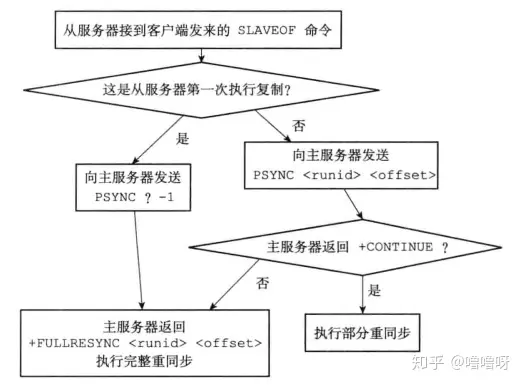 从服务器接到客户端发来的 SLAVEOF 命令
这是从服务器第一次执行复制?
是
否
向主服务器发送
PSYNC ? -1
向主服务器发送
PSYNC <runid> <offset>
主服务器返回 +CONTINUE ?
否
是
主服务器返回
+FULLRESYNC <runid> <offset>
执行完整重同步
执行部分重同步
知乎 @噜噜呀